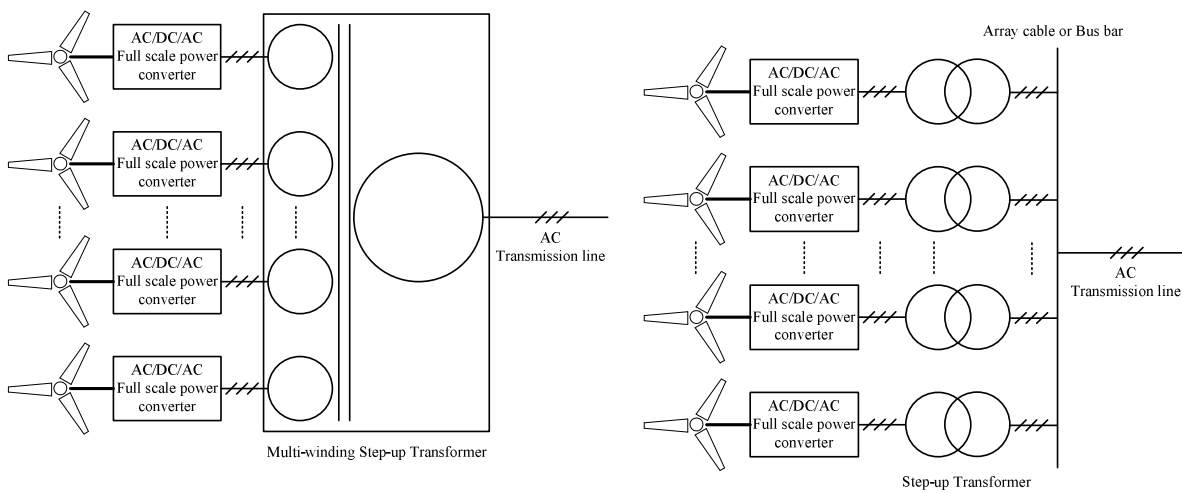 AC/DC/AC
Full scale power
converter
AC/DC/AC
Full scale power
converter
AC/DC/AC
Full scale power
converter
AC/DC/AC
Full scale power
converter
AC
Transmission line
Multi-winding Step-up Transformer
Array cable or Bus bar
AC/DC/AC
Full scale power
converter
AC/DC/AC
Full scale power
converter
AC/DC/AC
Full scale power
converter
AC/DC/AC
Full scale power
converter
AC
Transmission line
Step-up Transformer